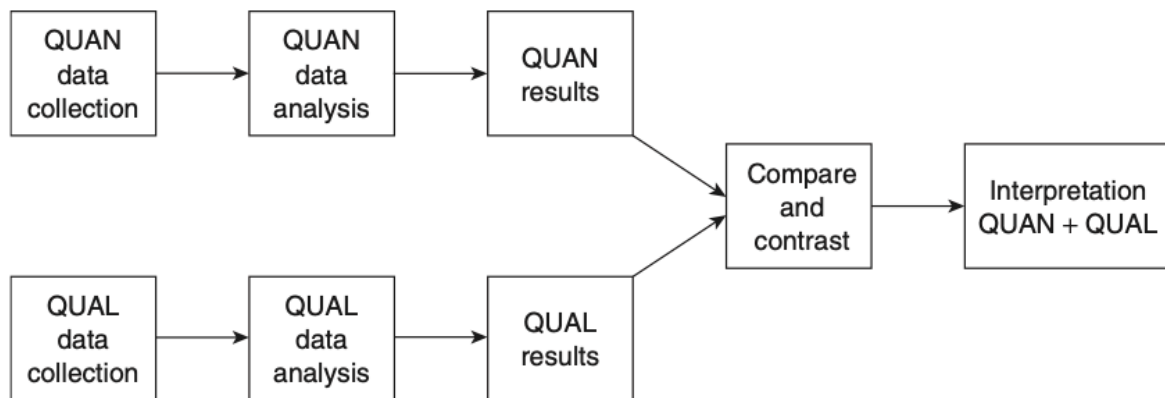 QUAN
data
collection
QUAN
data
analysis
QUAN
results
QUAL
data
collection
QUAL
data
analysis
QUAL
results
Compare
and
contrast
Interpretation
QUAN + QUAL